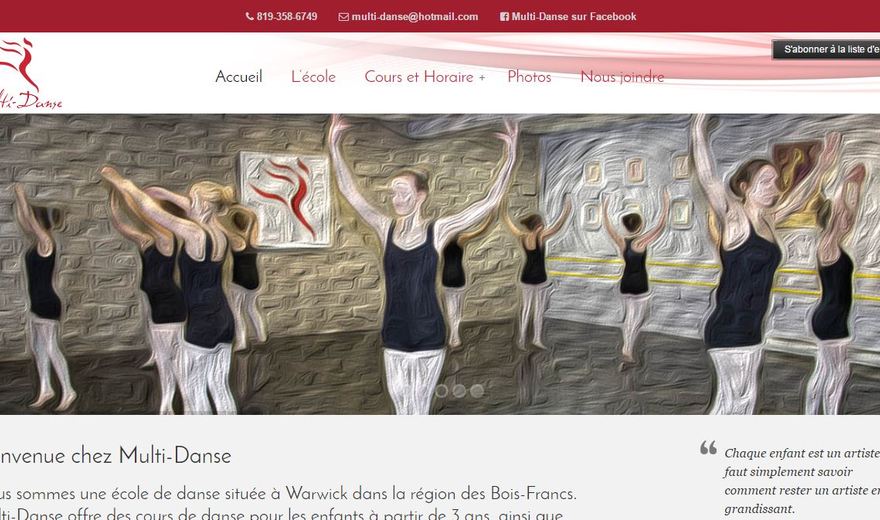 819-358-6749 multi-danse@hotmail.com Multi-Danse sur Facebook
S'abonner à la liste d'e
lti-Danse
Accueil L'école Cours et Horaire + Photos Nous joindre
nvenue chez Multi-Danse
us sommes une école de danse située à Warwick dans la région des Bois-Francs.
lti-Danse offre des cours de danse pour les enfants à partir de 3 ans, ainsi que
“ Chaque enfant est un artiste
faut simplement savoir
comment rester un artiste en
grandissant.